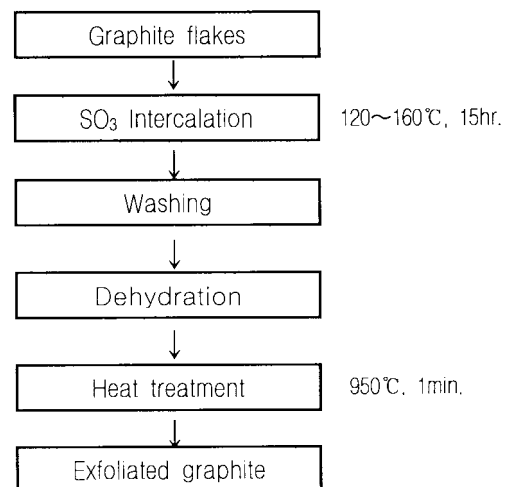 Graphite flakes
SO₃ Intercalation 120～160℃, 15hr.
Washing
Dehydration
Heat treatment 950℃, 1min.
Exfoliated graphite